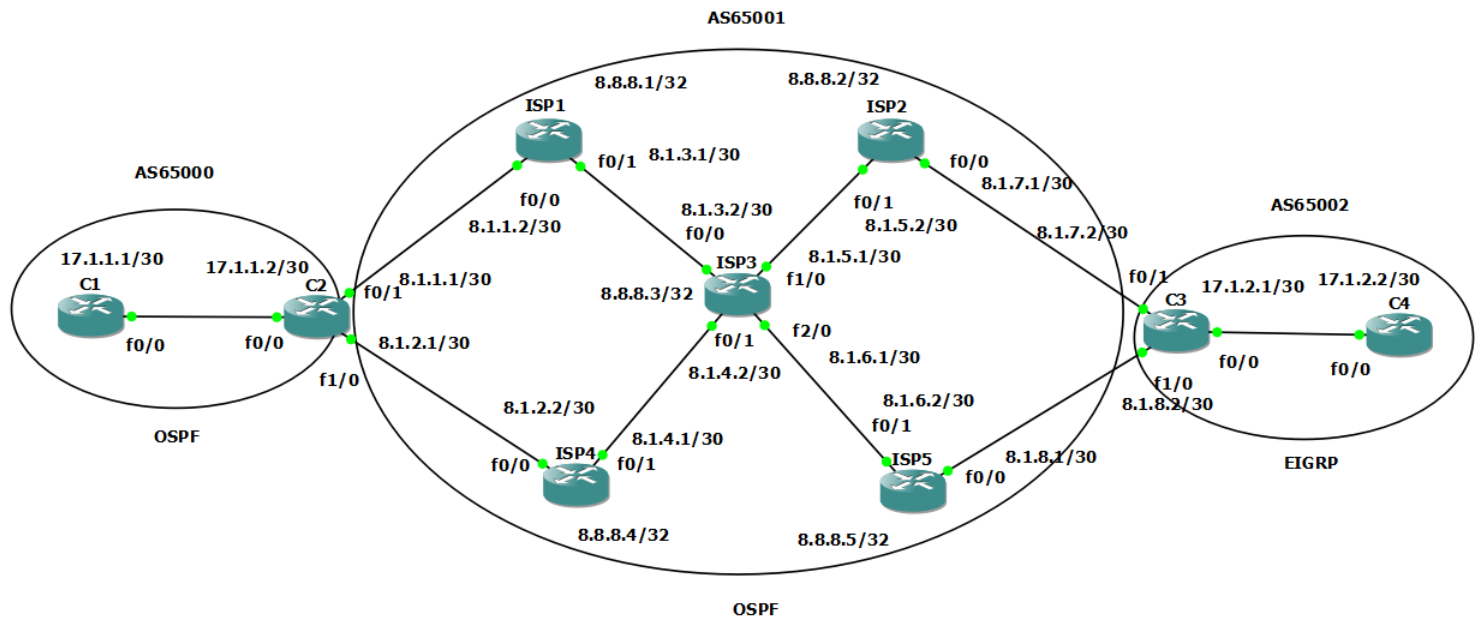 AS65001
8.8.8.1/32
8.8.8.2/32
ISP1
ISP2
f0/1
8.1.3.1/30
f0/0
8.1.7.1/30
AS65000
f0/0
8.1.1.2/30
8.1.3.2/30
f0/0
f0/1
8.1.5.2/30
AS65002
8.1.7.2/30
17.1.1.1/30
17.1.1.2/30
C1
C2
8.1.1.1/30
f0/1
ISP3
8.1.5.1/30
f1/0
8.8.8.3/32
f0/1
17.1.2.1/30
17.1.2.2/30
C3
C4
f0/0
f0/0
8.1.2.1/30
f1/0
f0/1
f2/0
8.1.4.2/30
8.1.6.1/30
f0/0
f0/0
f1/0
8.1.8.2/30
8.1.2.2/30
8.1.6.2/30
f0/1
OSPF
8.1.4.1/30
ISP4
f0/0
f0/1
ISP5
f0/0
8.1.8.1/30
EIGRP
8.8.8.4/32
8.8.8.5/32
OSPF